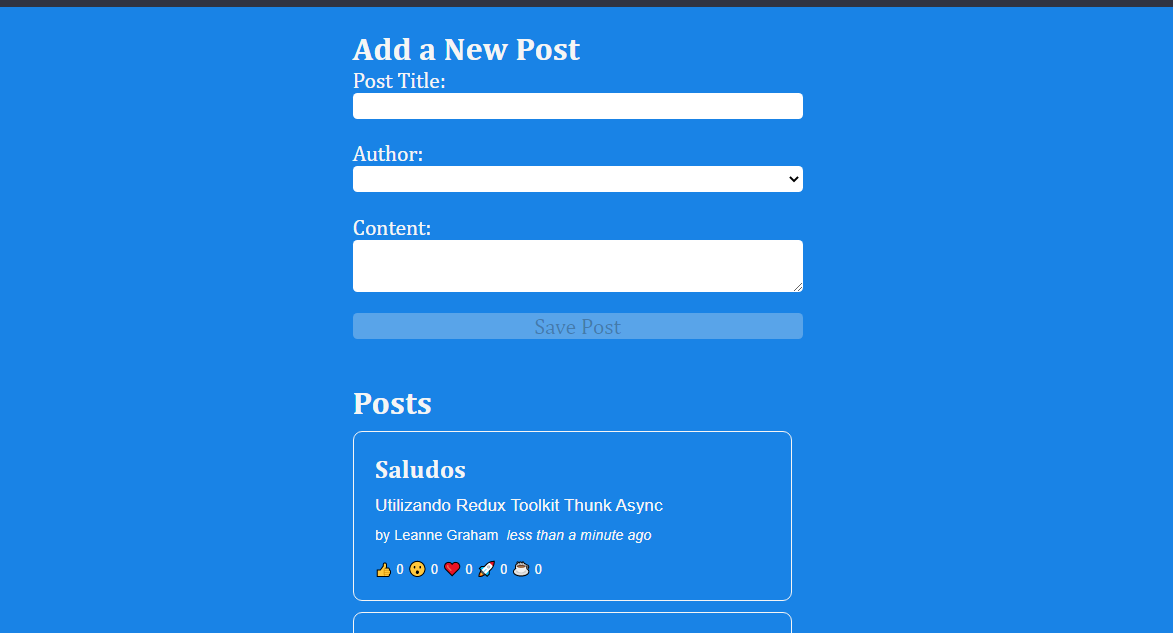 Add a New Post
Post Title:
Author:
Content:
Save Post
Posts
Saludos
Utilizando Redux Toolkit Thunk Async
by Leanne Graham less than a minute ago
👍 0 😮 0 ❤️ 0 🚀 0 ☕ 0